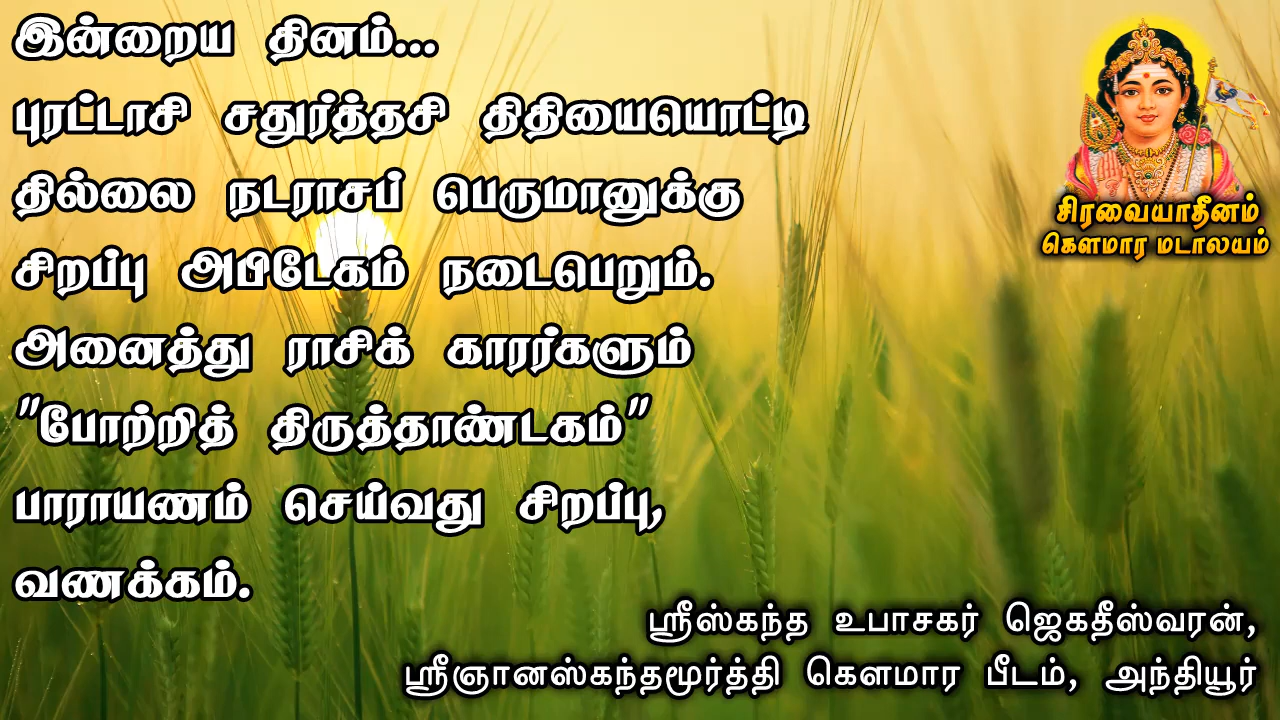 இன்றைய தினம்...
புரட்டாசி சதுர்த்தசி திதியையொட்டி
தில்லை நடராசப் பெருமானுக்கு
சிறப்பு அபிடேகம் நடைபெறும்.
அனைத்து ராசிக் காரர்களும்
"போற்றித் திருத்தாண்டகம்"
பாராயணம் செய்வது சிறப்பு,
வணக்கம்.
சிரவையாதீனம்
கௌமார மடாலயம்
ஸ்ரீஸ்கந்த உபாசகர் ஜெகதீஸ்வரன்,
ஸ்ரீஞானஸ்கந்தமூர்த்தி கௌமார பீடம், அந்தியூர்